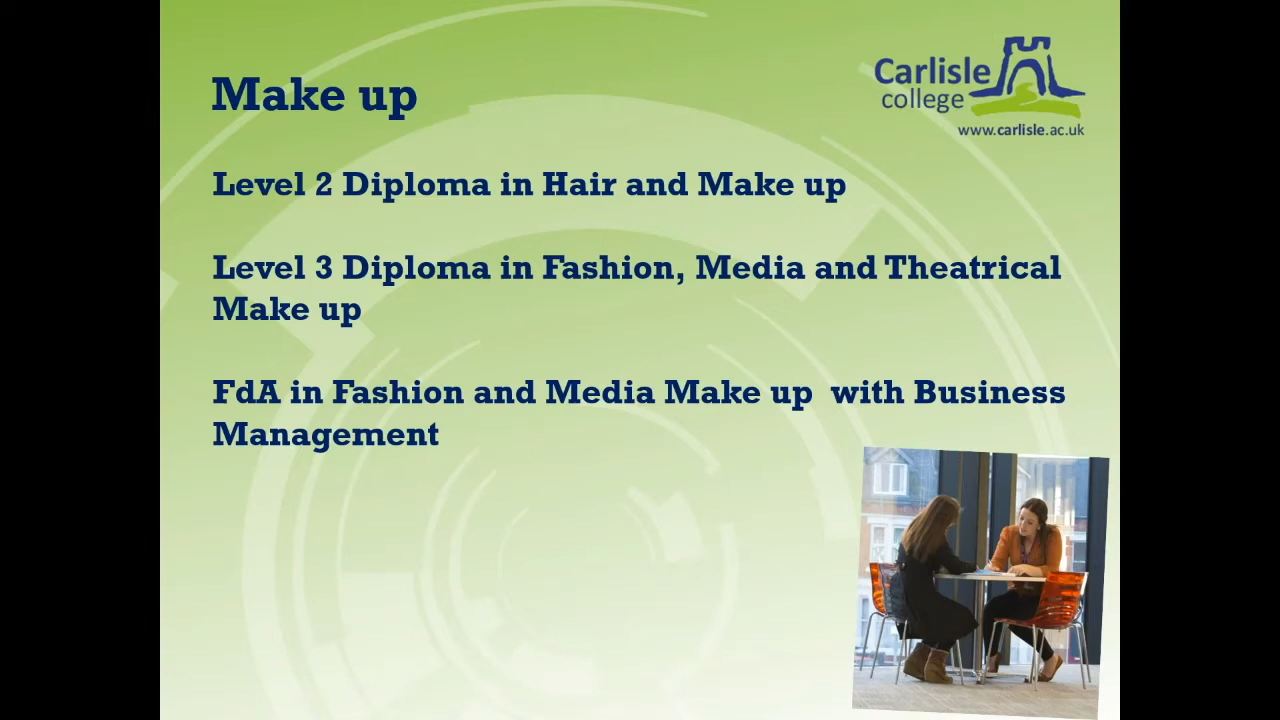 Make up
Carlisle
college
www.carlisle.ac.uk
Level 2 Diploma in Hair and Make up
Level 3 Diploma in Fashion, Media and Theatrical
Make up
FdA in Fashion and Media Make up  with Business
Management